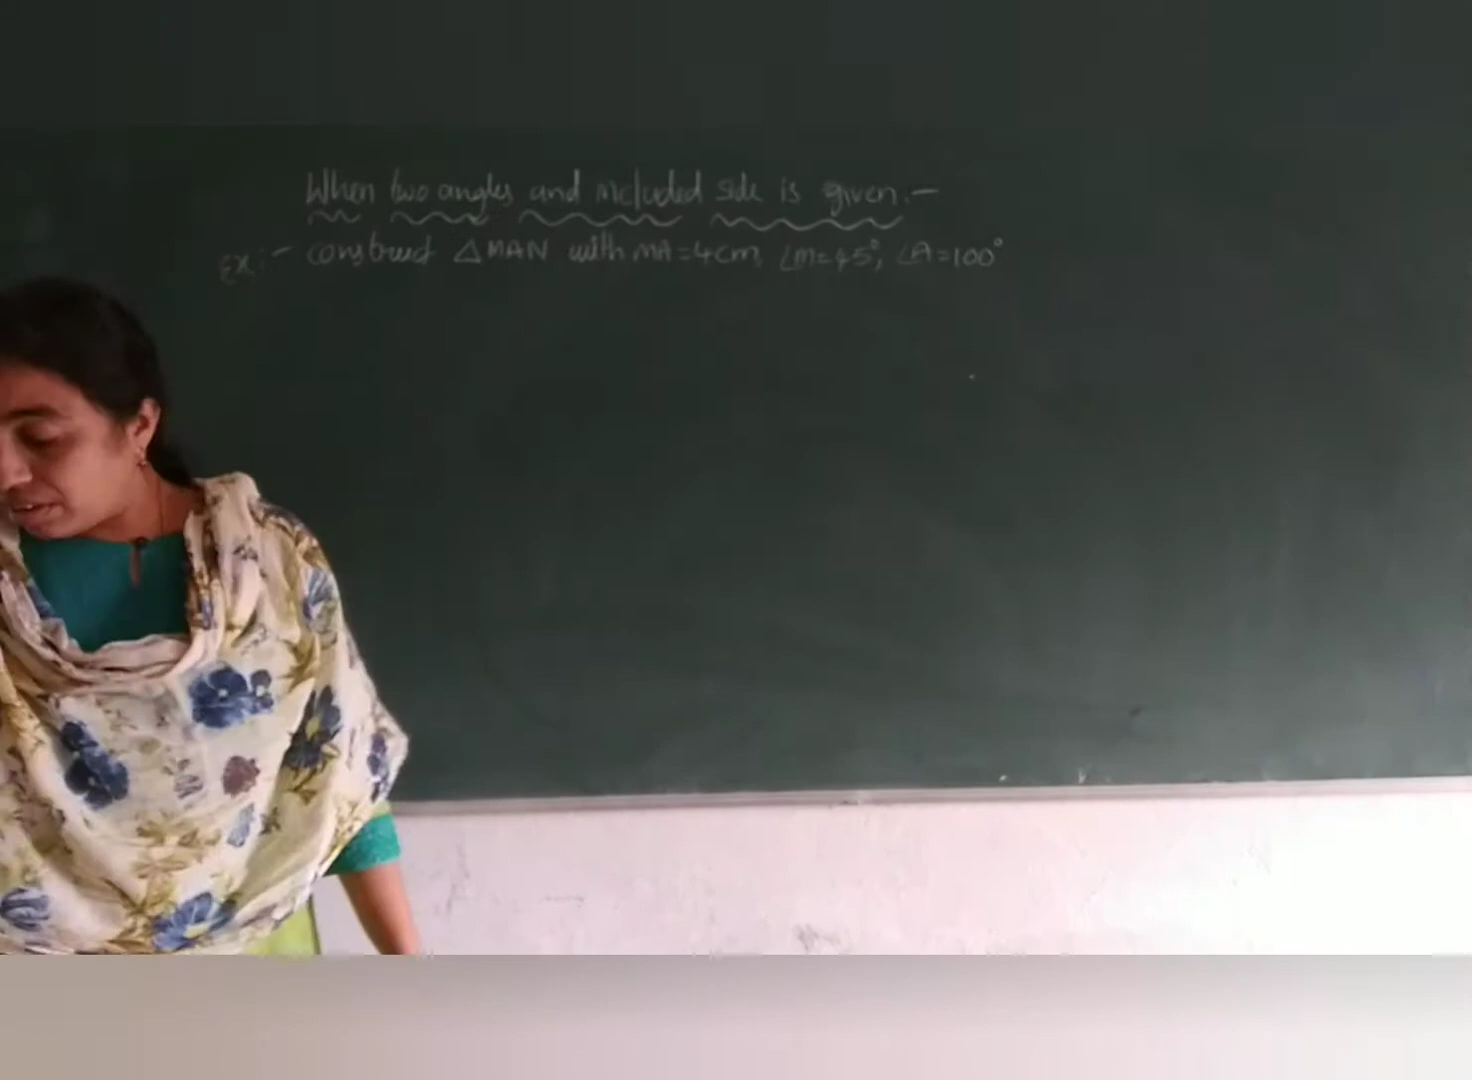 When two angles and included side is given:-
Ex:- construct △MAN with MA=4cm, ∠M=45°, ∠A=100°